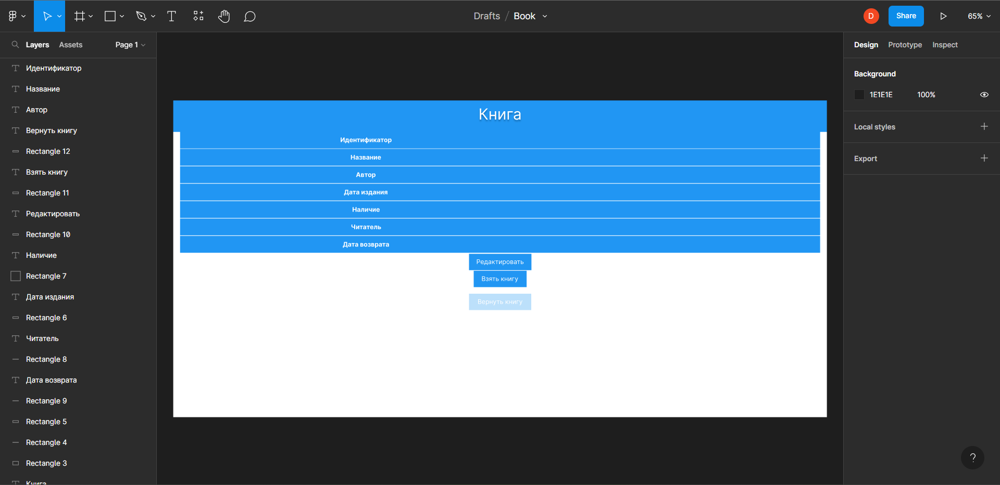 Drafts / Book
D
Share
65%
Layers
Assets
Page 1
Идентификатор
Название
Автор
Вернуть книгу
Rectangle 12
Взять книгу
Rectangle 11
Редактировать
Rectangle 10
Наличие
Rectangle 7
Дата издания
Rectangle 6
Читатель
Rectangle 8
Дата возврата
Rectangle 9
Rectangle 5
Rectangle 4
Rectangle 3
Книга
Книга
Идентификатор
Название
Автор
Дата издания
Наличие
Читатель
Дата возврата
Редактировать
Взять книгу
Вернуть книгу
Design
Prototype
Inspect
Background
1E1E1E
100%
Local styles
Export
?